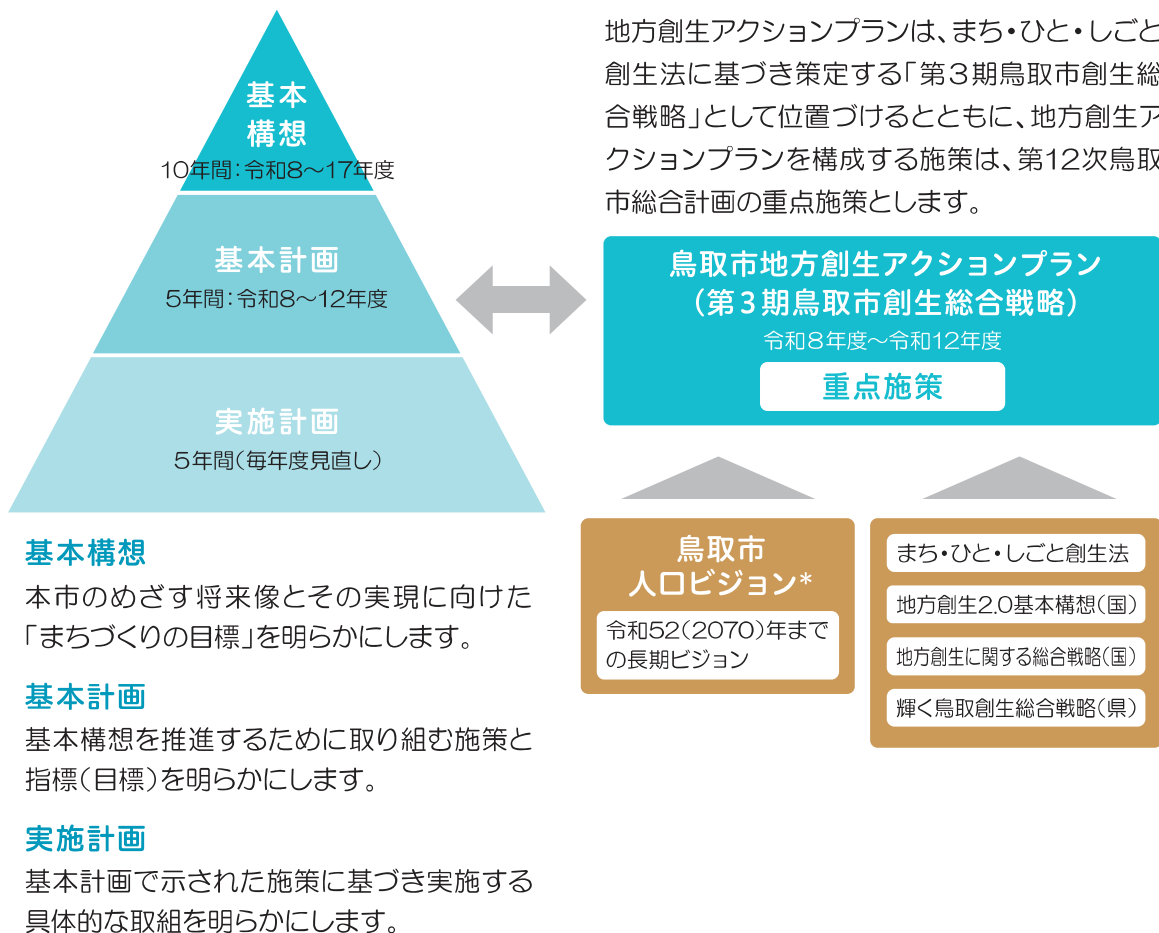 基本
構想
10年間：令和8～17年度
基本計画
5年間：令和8～12年度
実施計画
5年間（毎年度見直し）
基本構想
本市のめざす将来像とその実現に向けた
「まちづくりの目標」を明らかにします。
基本計画
基本構想を推進するために取り組む施策と
指標（目標）を明らかにします。
実施計画
基本計画で示された施策に基づき実施する
具体的な取組を明らかにします。
地方創生アクションプランは、まち・ひと・しごと
創生法に基づき策定する「第３期鳥取市創生総
合戦略」として位置づけるとともに、地方創生ア
クションプランを構成する施策は、第12次鳥取
市総合計画の重点施策とします。
鳥取市地方創生アクションプラン
（第３期鳥取市創生総合戦略）
令和８年度～令和12年度
重点施策
鳥取市
人口ビジョン*
令和52（2070）年まで
の長期ビジョン
まち・ひと・しごと創生法
地方創生2.0基本構想（国）
地方創生に関する総合戦略（国）
輝く鳥取創生総合戦略（県）